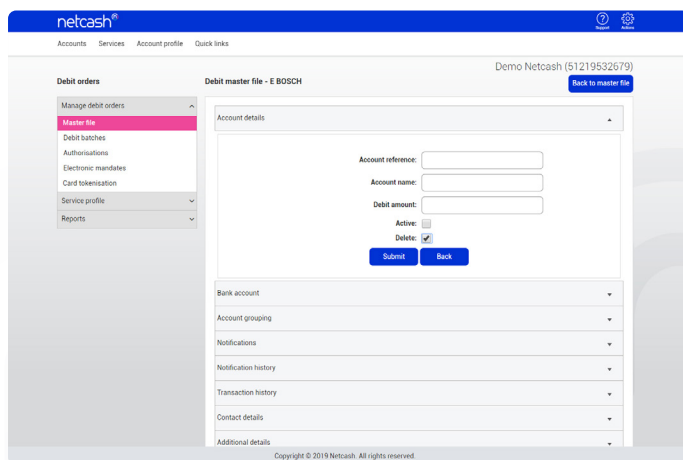 netcash®
Support
Actions
Accounts Services Account profile Quick links
Demo Netcash (51219532679)
Debit orders
Debit master file - E BOSCH
Back to master file
Manage debit orders
Master file
Debit batches
Authorisations
Electronic mandates
Card tokenisation
Service profile
Reports
Account details
Account reference:
Account name:
Debit amount:
Active:
Delete:
Submit Back
Bank account
Account grouping
Notifications
Notification history
Transaction history
Contact details
Additional details
Copyright © 2019 Netcash. All rights reserved.